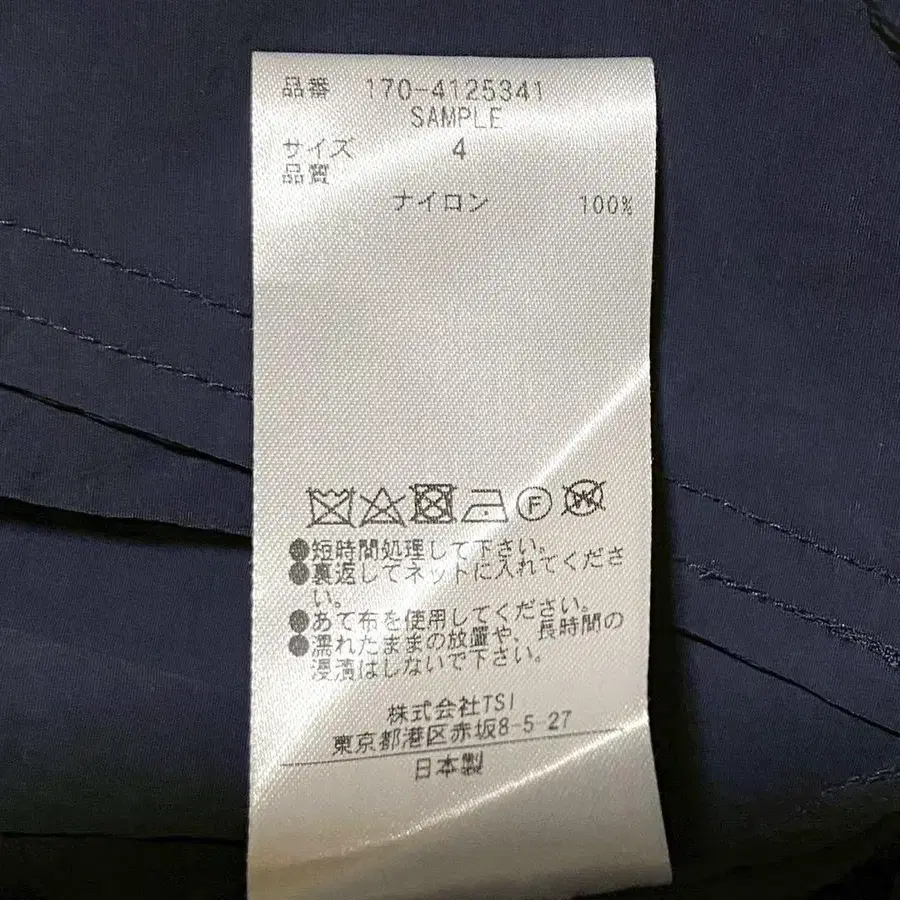 品番 170-4125341
SAMPLE
サイズ 4
品質
ナイロン 100%
F
W
●短時間処理して下さい。
●裏返してネットに入れてくださ
い。
●あて布を使用してください。
●濡れたままの放置や、長時間の
浸漬はしないで下さい。
株式会社TSI
東京都港区赤坂8-5-27
日本製